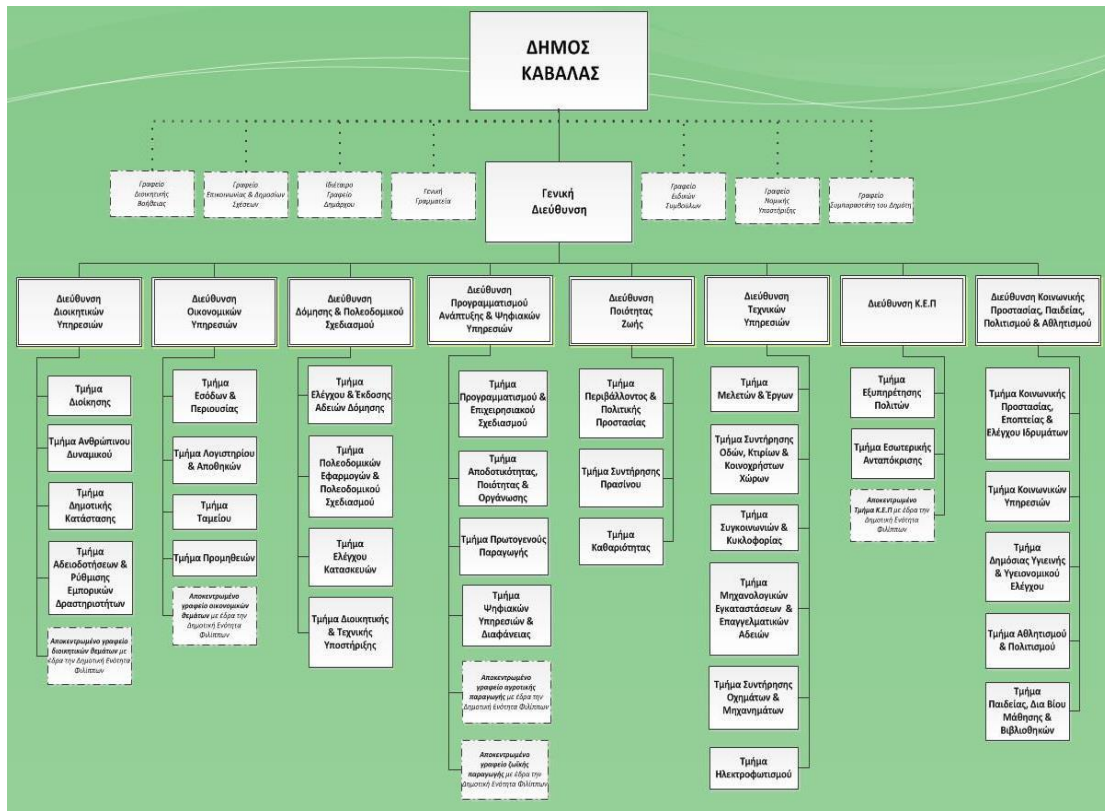 ΔΗΜΟΣ
ΚΑΒΑΛΑΣ
Γραφείο
Διοικητικής
Βοήθειας
Γραφείο
Επικοινωνίας & Δημοσίων
Σχέσεων
Ιδιέταιρο
Γραφείο
Δημάρχου
Γενική
Γραμματεία
Γενική
Διεύθυνση
Γραφείο
Ειδικών
Συμβούλων
Γραφείο
Νομικής
Υποστήριξης
Γραφείο
Συμπαραστάτη του Δημότη
Διεύθυνση
Διοικητικών
Υπηρεσιών
Διεύθυνση
Οικονομικών
Υπηρεσιών
Διεύθυνση
Δόμησης & Πολεοδομικού
Σχεδιασμού
Διεύθυνση
Προγραμματισμού
Ανάπτυξης & Ψηφιακών
Υπηρεσιών
Διεύθυνση
Ποιότητας
Ζωής
Διεύθυνση
Τεχνικών
Υπηρεσιών
Διεύθυνση Κ.Ε.Π
Διεύθυνση Κοινωνικής
Προστασίας, Παιδείας,
Πολιτισμού & Αθλητισμού
Τμήμα
Διοίκησης
Τμήμα Ανθρώπινου
Δυναμικού
Τμήμα
Δημοτικής
Κατάστασης
Τμήμα
Αδειοδοτήσεων &
Ρύθμισης
Εμπορικών
Δραστηριοτήτων
Αποκεντρωμένο γραφείο
διοικητικών θεμάτων με
έδρα την Δημοτική Ενότητα
Φιλίππων
Τμήμα
Εσόδων &
Περιουσίας
Τμήμα Λογιστηρίου
& Αποθηκών
Τμήμα
Ταμείου
Τμήμα Προμηθειών
Αποκεντρωμένο
γραφείο οικονομικών
θεμάτων με έδρα την
Δημοτική Ενότητα
Φιλίππων
Τμήμα
Ελέγχου & Έκδοσης
Αδειών Δόμησης
Τμήμα
Πολεοδομικών
Εφαρμογών &
Πολεοδομικού
Σχεδιασμού
Τμήμα
Ελέγχου
Κατασκευών
Τμήμα Διοικητικής
& Τεχνικής
Υποστήριξης
Τμήμα
Προγραμματισμού &
Επιχειρησιακού
Σχεδιασμού
Τμήμα
Αποδοτικότητας,
Ποιότητας &
Οργάνωσης
Τμήμα Πρωτογενούς
Παραγωγής
Τμήμα
Ψηφιακών
Υπηρεσιών &
Διαφάνειας
Αποκεντρωμένο
γραφείο αγροτικής
παραγωγής με έδρα την
Δημοτική Ενότητα Φιλίππων
Αποκεντρωμένο
γραφείο ζωϊκής
παραγωγής με έδρα την
Δημοτική Ενότητα Φιλίππων
Τμήμα
Περιβάλλοντος &
Πολιτικής
Προστασίας
Τμήμα Συντήρησης
Πρασίνου
Τμήμα
Καθαριότητας
Τμήμα
Μελετών & Έργων
Τμήμα Συντήρησης
Οδών, Κτιρίων &
Κοινοχρήστων
Χώρων
Τμήμα
Συγκοινωνιών &
Κυκλοφορίας
Τμήμα
Μηχανολογικών
Εγκαταστάσεων &
Επαγγελματικών
Αδειών
Τμήμα Συντήρησης
Οχημάτων &
Μηχανημάτων
Τμήμα
Ηλεκτροφωτισμού
Τμήμα
Εξυπηρέτησης
Πολιτών
Τμήμα Εσωτερικής
Ανταπόκρισης
Αποκεντρωμένο
Τμήμα Κ.Ε.Π με έδρα την
Δημοτική Ενότητα
Φιλίππων
Τμήμα Κοινωνικής
Προστασίας,
Εποπτείας &
Ελέγχου Ιδρυμάτων
Τμήμα Κοινωνικών
Υπηρεσιών
Τμήμα
Δημόσιας Υγιεινής
& Υγειονομικού
Ελέγχου
Τμήμα Αθλητισμού
& Πολιτισμού
Τμήμα
Παιδείας, Δια Βίου
Μάθησης &
Βιβλιοθηκών